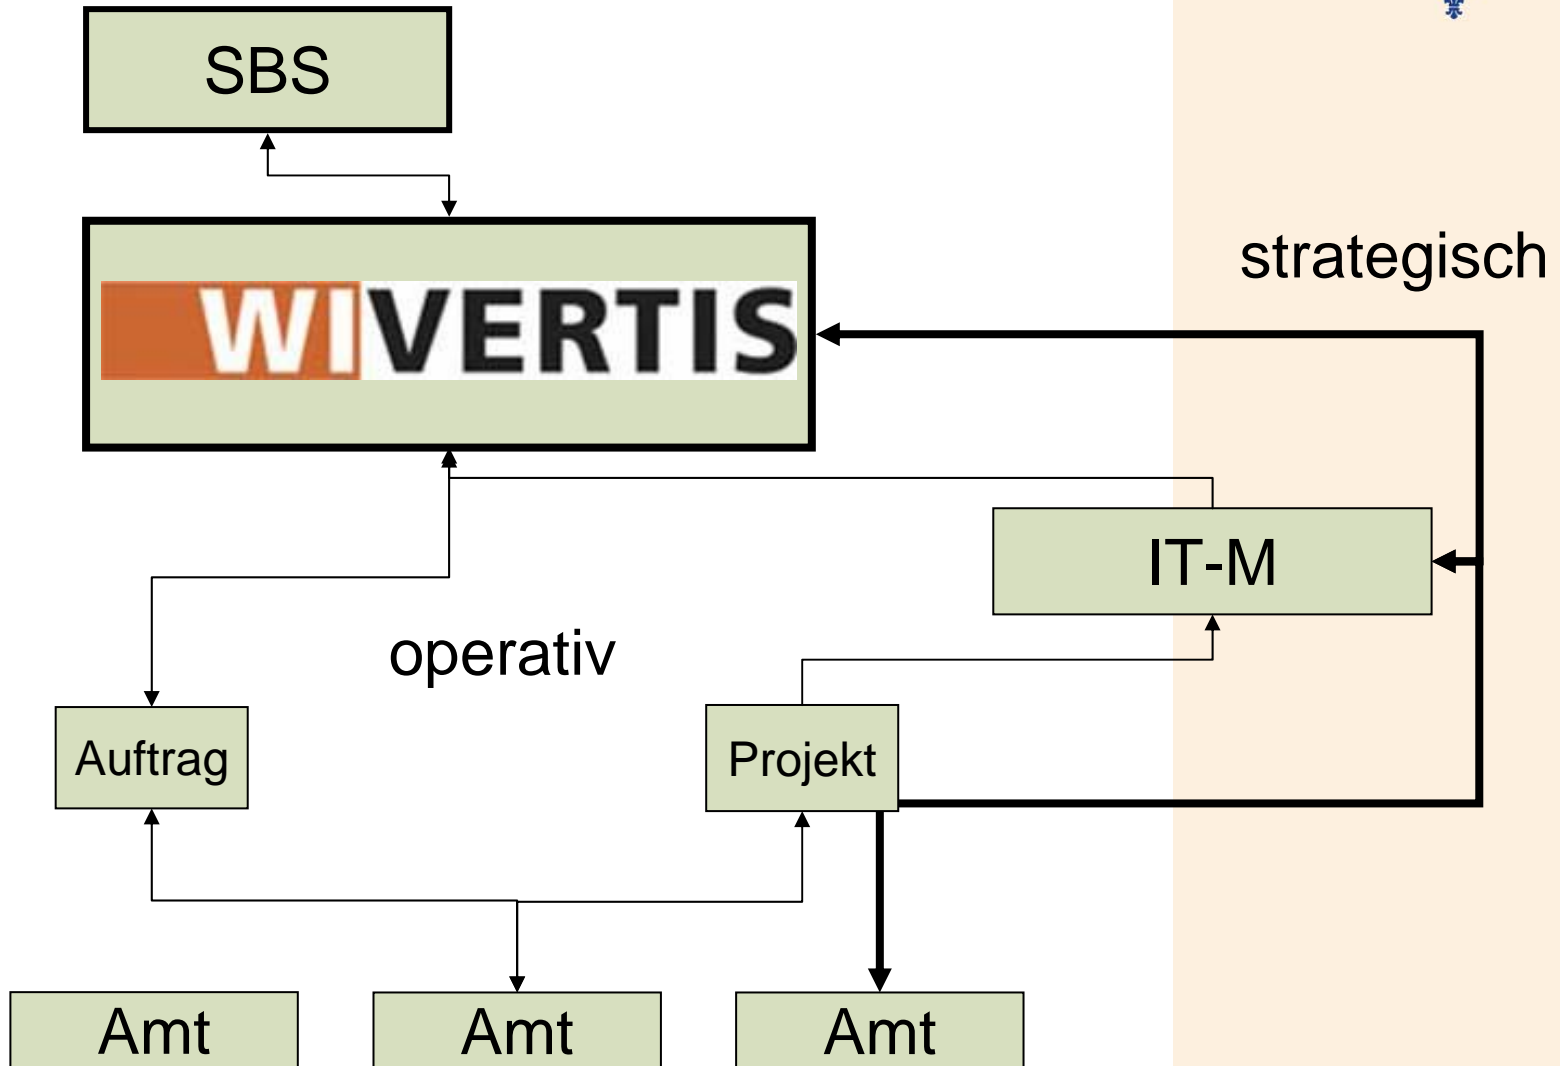 SBS
strategisch
WIVERTIS
IT-M
operativ
Auftrag
Projekt
Amt
Amt
Amt